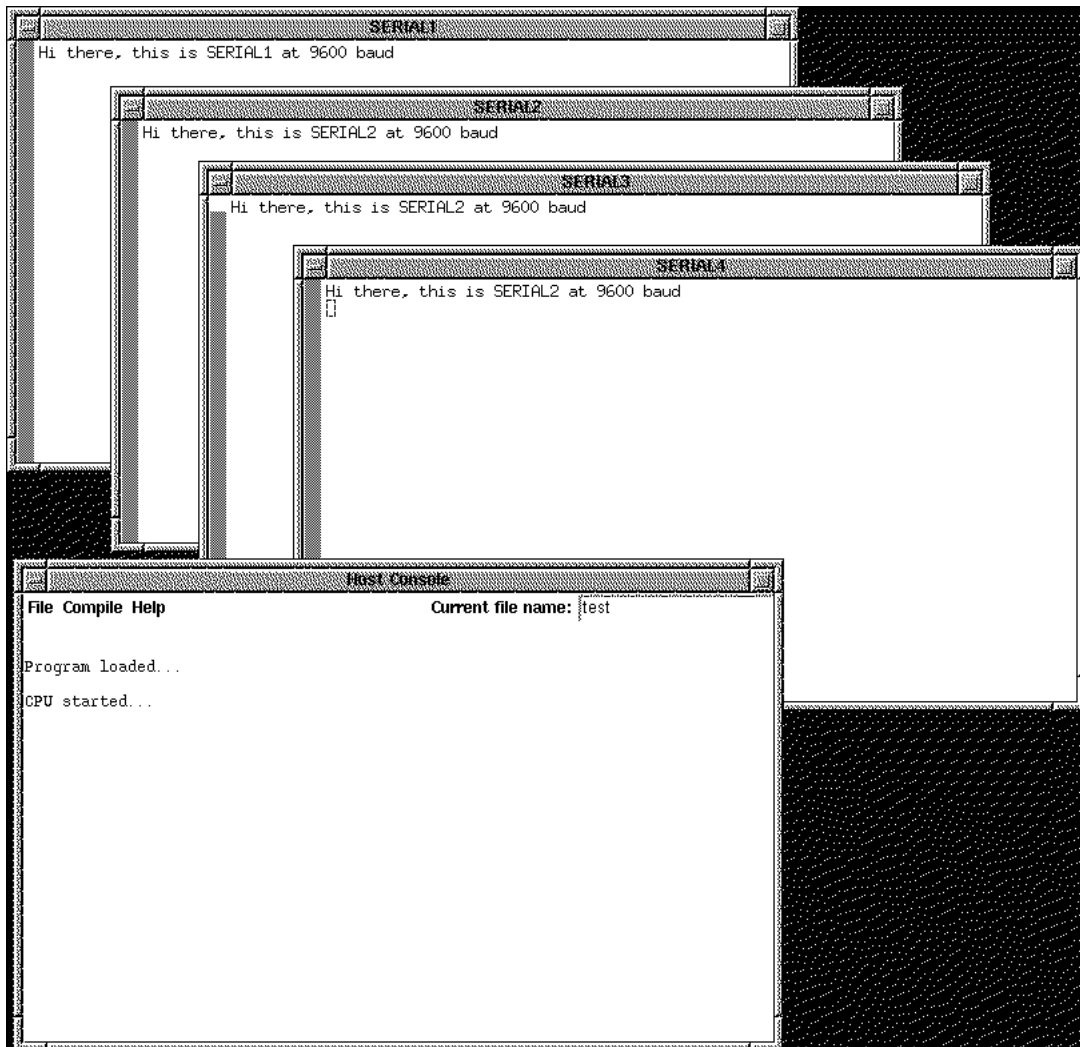 SERIAL1
Hi there, this is SERIAL1 at 9600 baud
SERIAL2
Hi there, this is SERIAL2 at 9600 baud
SERIAL3
Hi there, this is SERIAL2 at 9600 baud
SERIAL4
Hi there, this is SERIAL2 at 9600 baud
Host Console
File Compile Help Current file name: test
Program loaded...
CPU started...